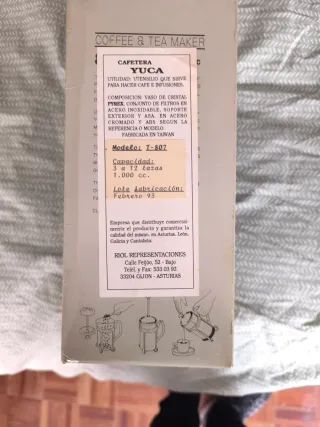 COFFEE & TEA MAKER
CAFETERA
YUCA
UTILIDAD: UTENSILIO QUE SIRVE
PARA HACER CAFE E INFUSIONES.
COMPOSICION: VASO DE CRISTAL
PYREX. CONJUNTO DE FILTROS EN
ACERO INOXIDABLE, SOPORTE
EXTERIOR Y ASA, EN ACERO
CROMADO Y ABS SEGUN LA
REFERENCIA O MODELO.
FABRICADA EN TAIWAN
Modelo: T-807
Capacidad:
3 a 12 tazas
1.000 cc.
Lote fabricación:
Febrero 93
Empresa que distribuye comercial
mente el producto y garantiza la
calidad del mismo, en Asturias, León,
Galicia y Cantabria:
RIOL REPRESENTACIONES
Calle Feijóo, 52 - Bajo
Teléf. y Fax: 533 03 92
33204 GIJON - ASTURIAS